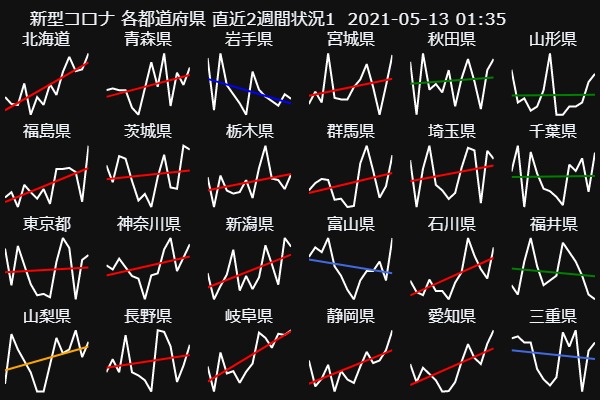 新型コロナ 各都道府県 直近2週間状況1 2021-05-13 01:35
北海道 青森県 岩手県 宮城県 秋田県 山形県
福島県 茨城県 栃木県 群馬県 埼玉県 千葉県
東京都 神奈川県 新潟県 富山県 石川県 福井県
山梨県 長野県 岐阜県 静岡県 愛知県 三重県